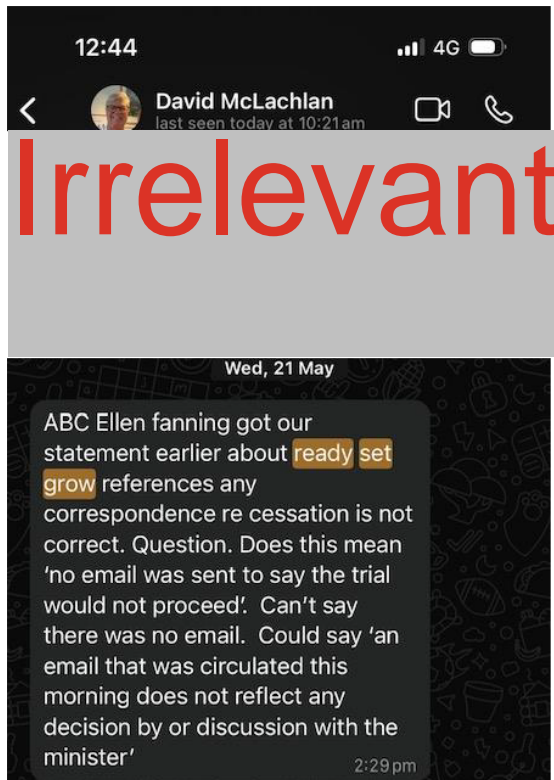 12:44
4G
David McLachlan
last seen today at 10:21 am
Irrelevant
Wed, 21 May
ABC Ellen fanning got our
statement earlier about ready set
grow references any
correspondence re cessation is not
correct. Question. Does this mean
'no email was sent to say the trial
would not proceed'. Can't say
there was no email. Could say 'an
email that was circulated this
morning does not reflect any
decision by or discussion with the
minister'
2:29 pm